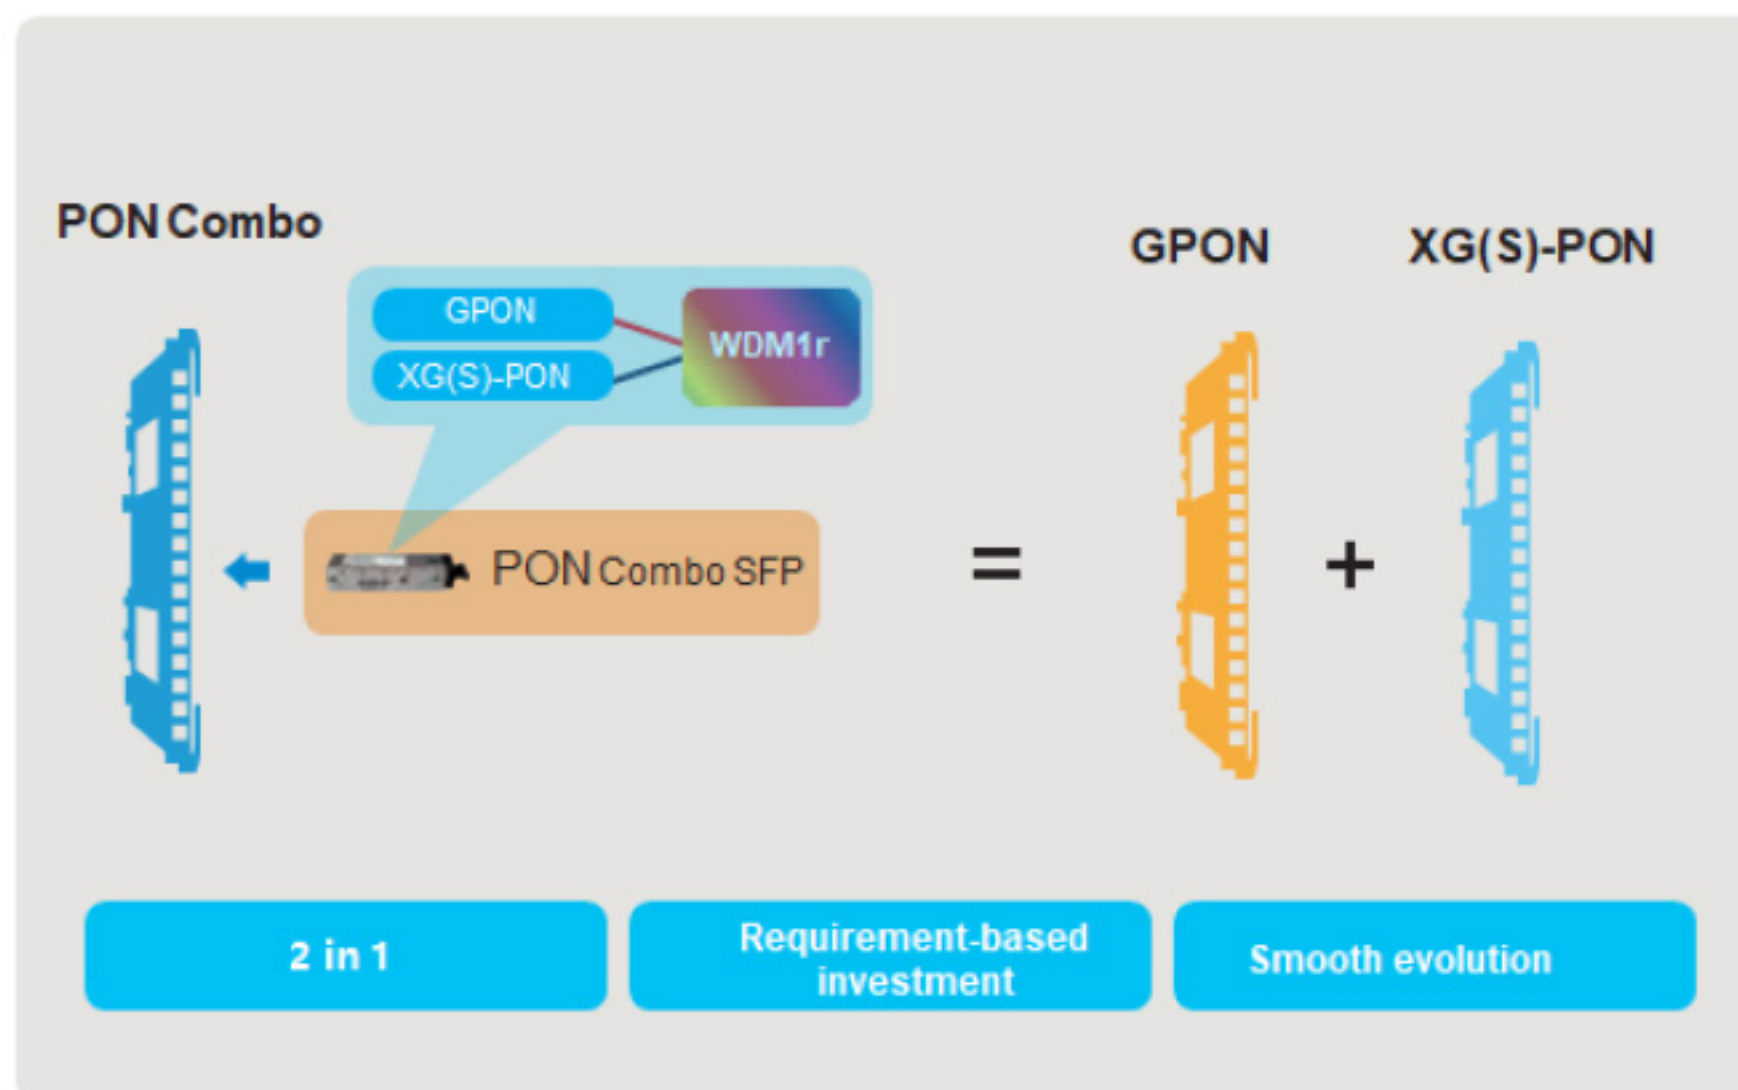 PON Combo
GPON
XG(S)-PON
GPON
WDM1r
XG(S)-PON
PON Combo SFP
=
+
2 in 1
Requirement-based
investment
Smooth evolution